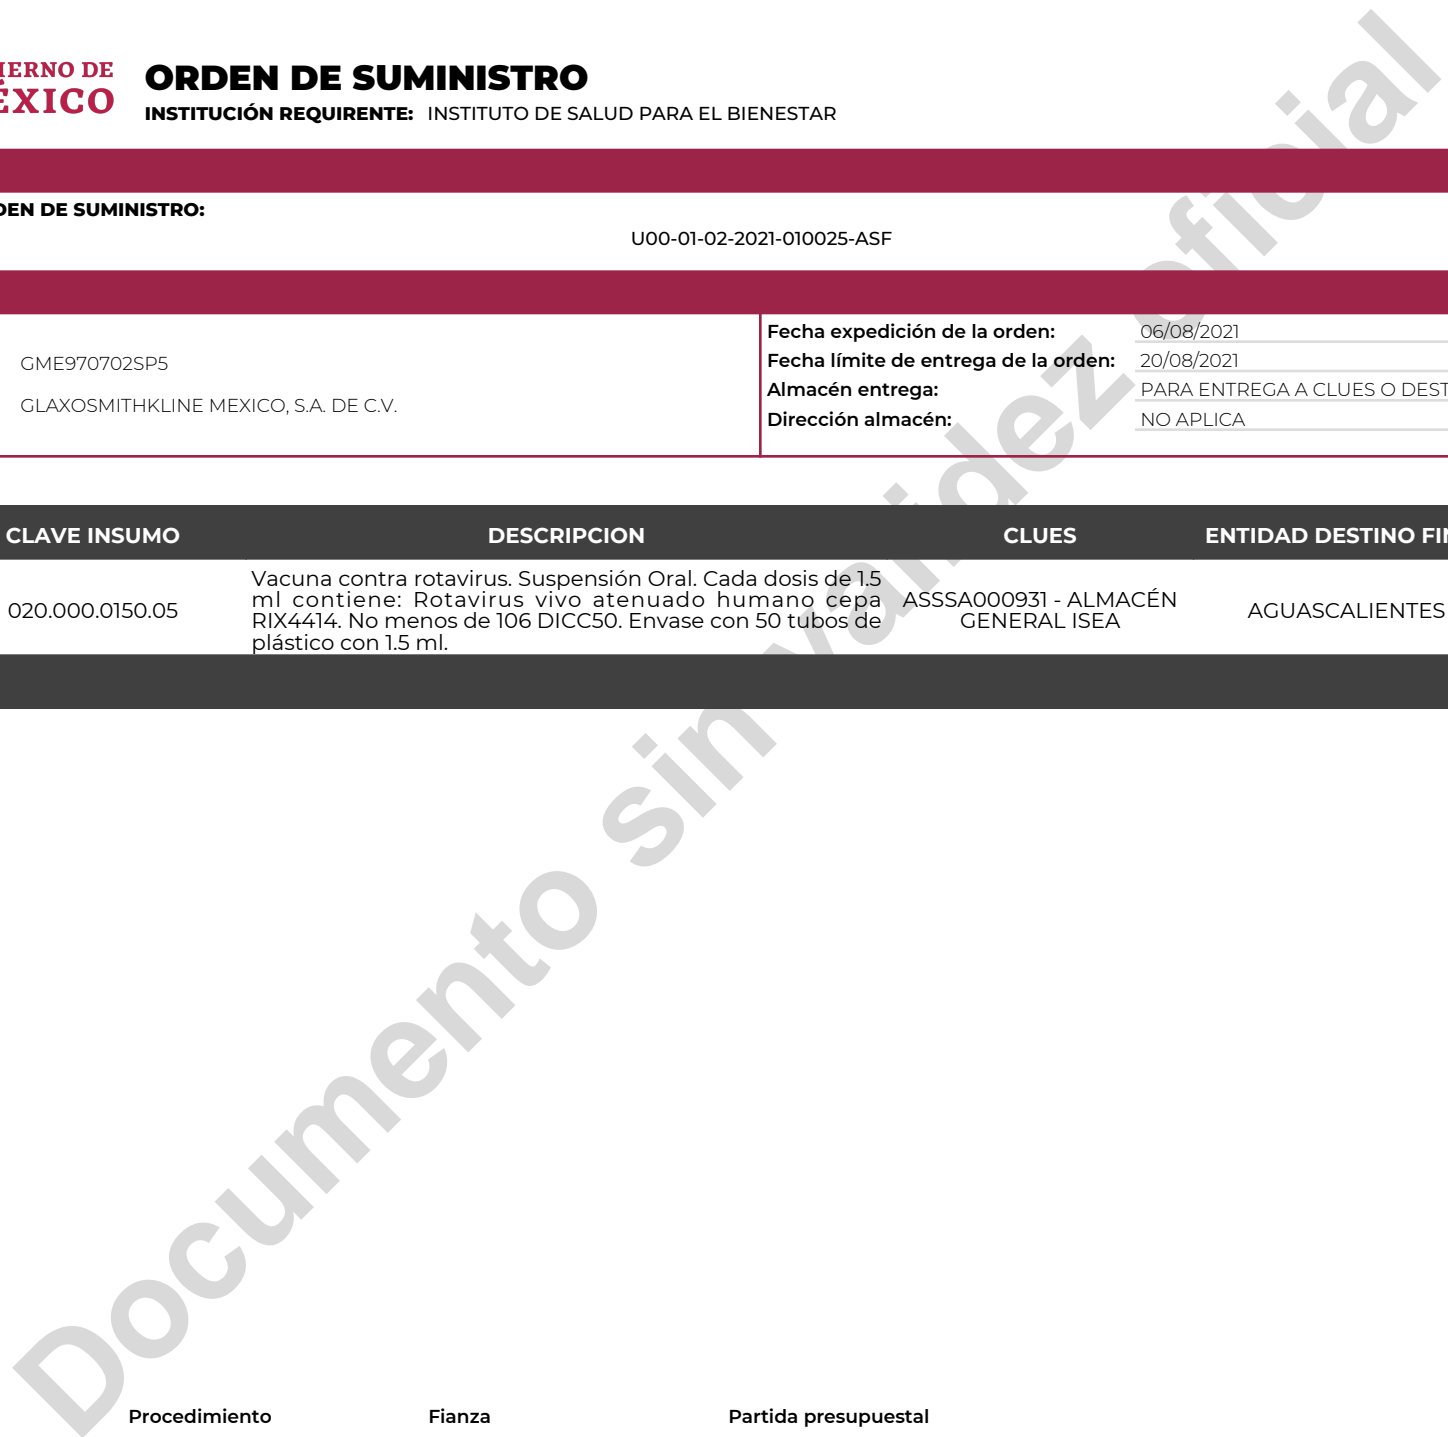 IERNO DE
ÉXICO
ORDEN DE SUMINISTRO
INSTITUCIÓN REQUIRENTE: INSTITUTO DE SALUD PARA EL BIENESTAR
DEN DE SUMINISTRO:
U00-01-02-2021-010025-ASF
GME970702SP5
GLAXOSMITHKLINE MEXICO, S.A. DE C.V.
Fecha expedición de la orden: 06/08/2021
Fecha límite de entrega de la orden: 20/08/2021
Almacén entrega: PARA ENTREGA A CLUES O DEST
Dirección almacén: NO APLICA
CLAVE INSUMO DESCRIPCION CLUES ENTIDAD DESTINO FIN
020.000.0150.05
Vacuna contra rotavirus. Suspensión Oral. Cada dosis de 1.5
ml contiene: Rotavirus vivo atenuado humano cepa
RIX4414. No menos de 106 DICC50. Envase con 50 tubos de
plástico con 1.5 ml.
ASSSA000931 - ALMACÉN
GENERAL ISEA
AGUASCALIENTES
Documento sin validez oficial
Procedimiento Fianza Partida presupuestal